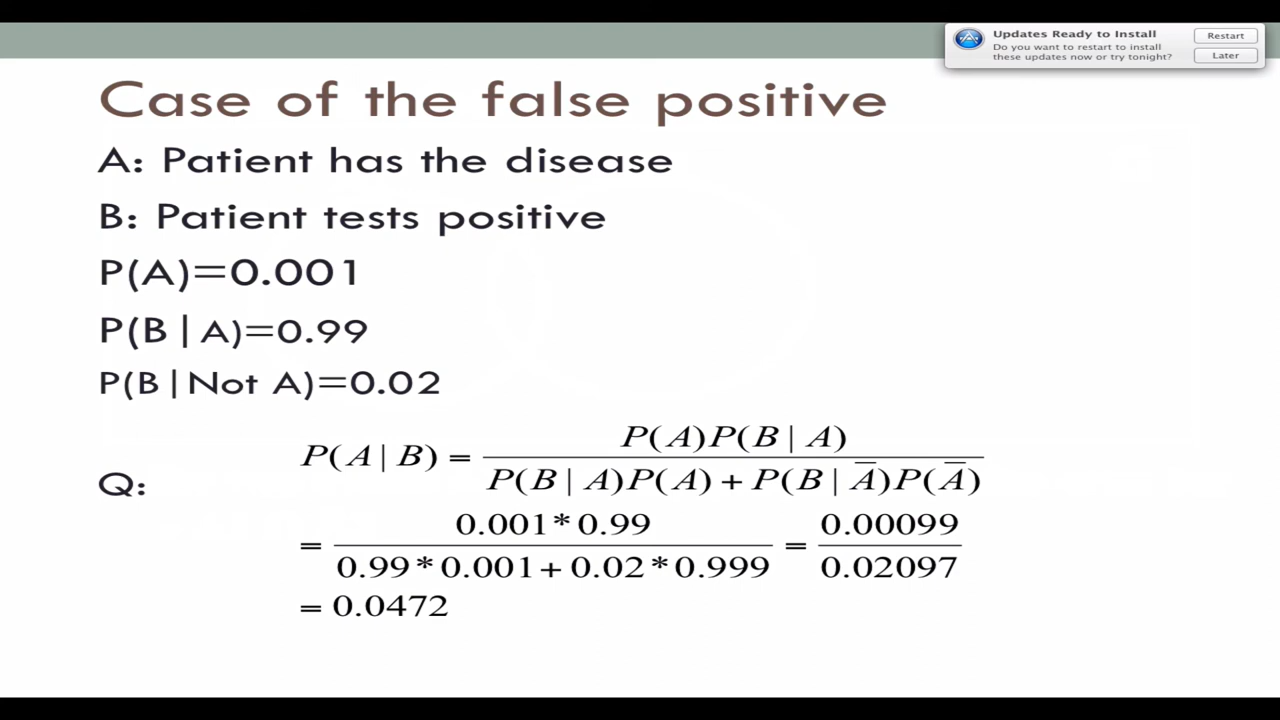 Updates Ready to Install
Restart
Do you want to restart to install
these updates now or try tonight?
Later
Case of the false positive
A: Patient has the disease
B: Patient tests positive
P(A)=0.001
P(B|A)=0.99
P(B|Not A)=0.02
Q:
P(A|B) = P(A)P(B|A) / P(B|A)P(A) + P(B|A̅)P(A̅)
= 0.001*0.99 / 0.99*0.001+0.02*0.999 = 0.00099 / 0.02097
= 0.0472